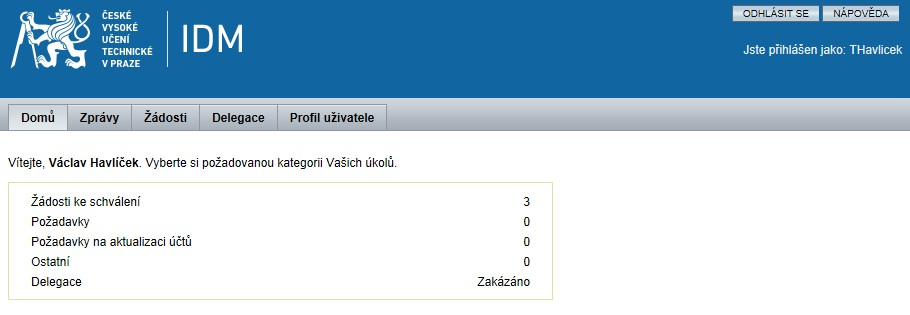 ČESKÉ
VYSOKÉ
UČENÍ
TECHNICKÉ
V PRAZE
IDM
ODHLÁSIT SE NÁPOVĚDA
Jste přihlášen jako: THavlicek
Domů Zprávy Žádosti Delegace Profil uživatele
Vítejte, Václav Havlíček. Vyberte si požadovanou kategorii Vašich úkolů.
Žádosti ke schválení 3
Požadavky 0
Požadavky na aktualizaci účtů 0
Ostatní 0
Delegace Zakázáno